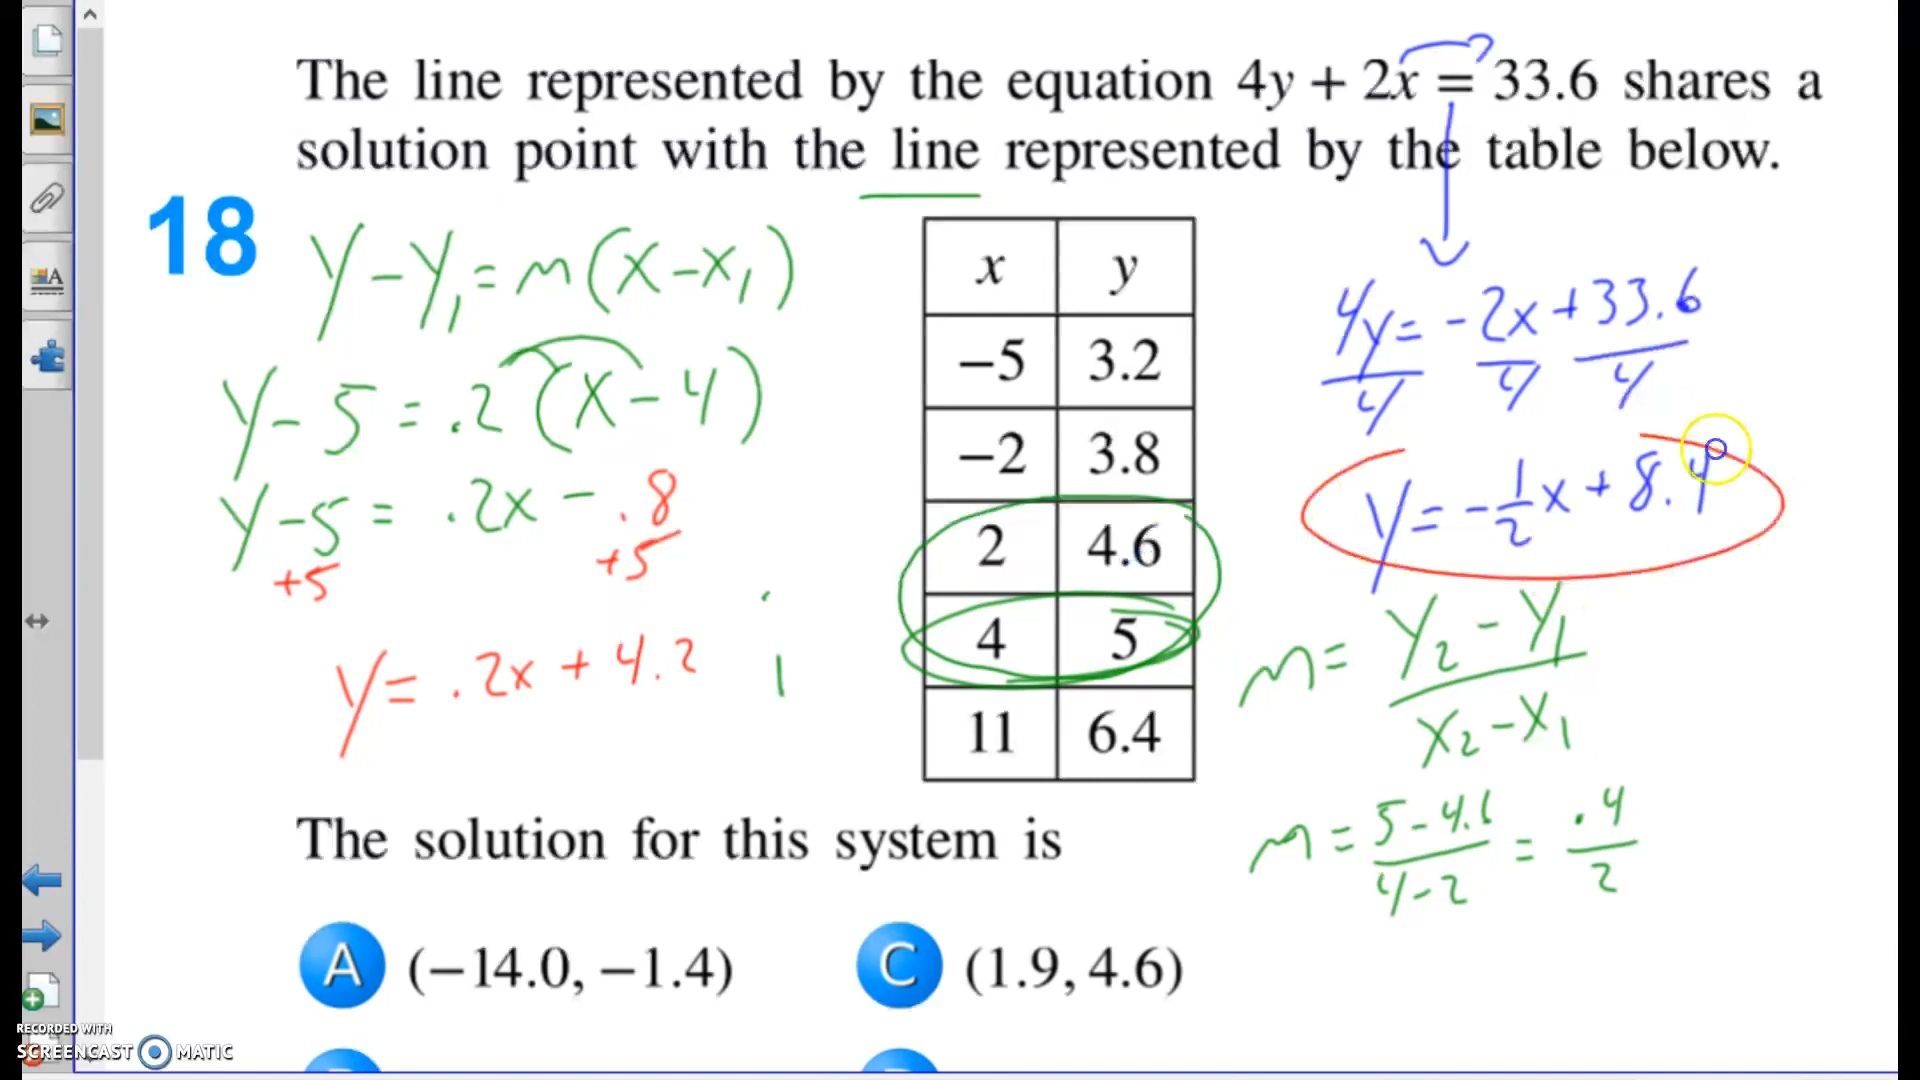 The line represented by the equation 4y + 2x = 33.6 shares a
solution point with the line represented by the table below.
18
y - y₁ = m(x - x₁)
y - 5 = .2(x - 4)
y - 5 = .2x - .8
+5 +5
y = .2x + 4.2
x y
−5 3.2
−2 3.8
2 4.6
4 5
11 6.4
4y = -2x + 33.6
4 4 4
y = -1/2 x + 8.4
m = y₂ - y₁
x₂ - x₁
m = 5 - 4.6 = .4
4 - 2 2
The solution for this system is
A (−14.0, −1.4)
C (1.9, 4.6)
RECORDED WITH
SCREENCAST MATIC